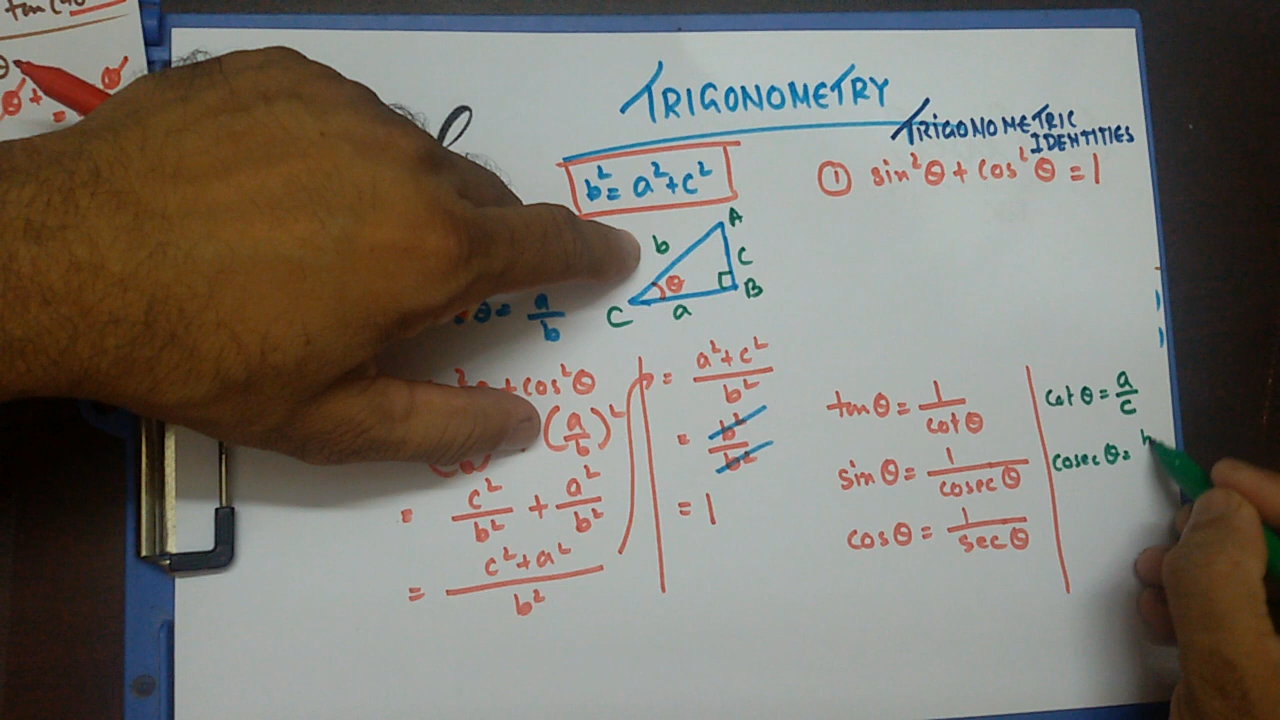 TRIGONOMETRY
TRIGONOMETRIC
IDENTITIES
b² = a² + c²
① sin²θ + cos²θ = 1
A
b
c
θ
B
C
a
θ = a/b
+ cos²θ
(a/b)²
= c²/b² + a²/b²
= c² + a² / b²
= a² + c² / b²
= b²/b²
= 1
tanθ = 1/cotθ
sinθ = 1/cosecθ
cosθ = 1/secθ
cotθ = a/c
cosecθ =